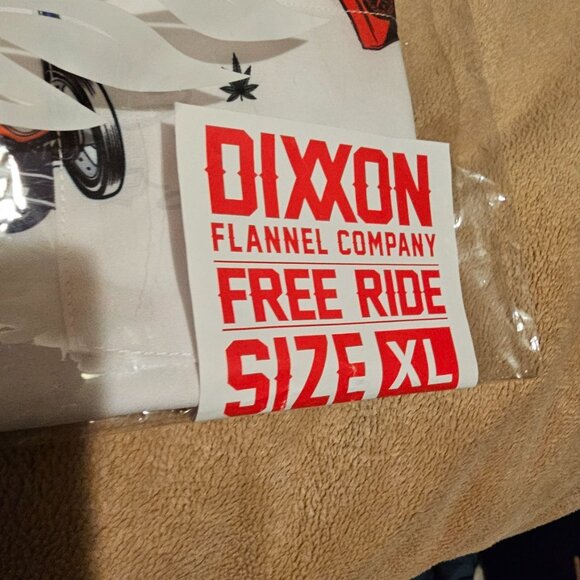 DIXXON
FLANNEL COMPANY
FREE RIDE
SIZE XL